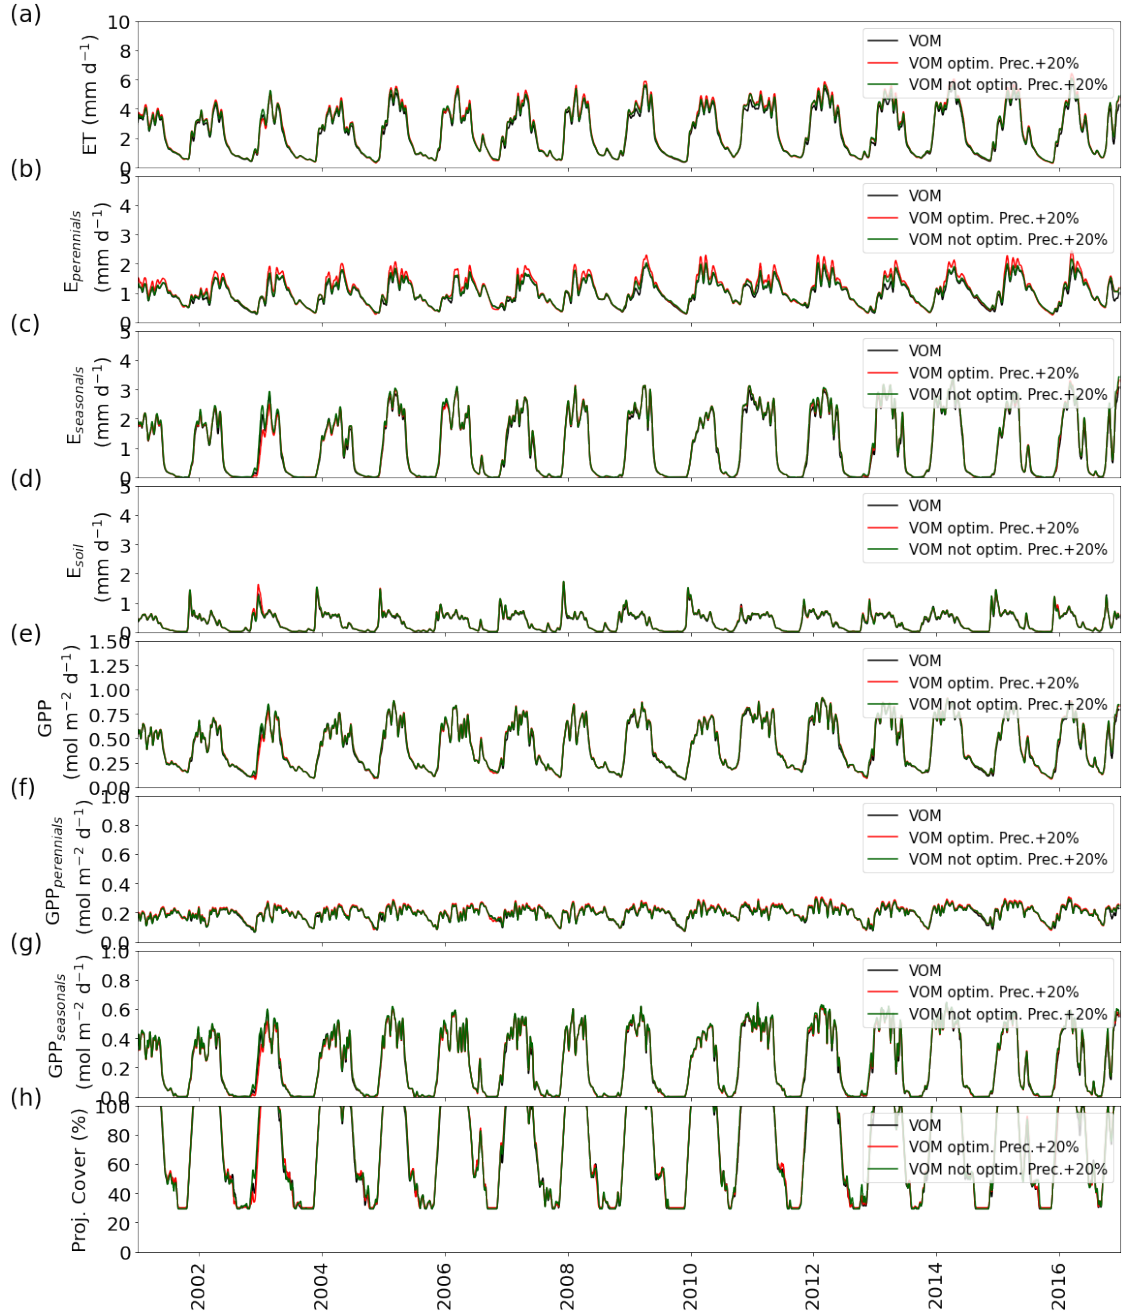 (a)
10
8
6
4
2
0
ET (mm d⁻¹)
VOM
VOM optim. Prec.+20%
VOM not optim. Prec.+20%
(b)
5
4
3
2
1
0
E_perennials
(mm d⁻¹)
VOM
VOM optim. Prec.+20%
VOM not optim. Prec.+20%
(c)
5
4
3
2
1
0
E_seasonals
(mm d⁻¹)
VOM
VOM optim. Prec.+20%
VOM not optim. Prec.+20%
(d)
5
4
3
2
1
0
E_soil
(mm d⁻¹)
VOM
VOM optim. Prec.+20%
VOM not optim. Prec.+20%
(e)
1.50
1.25
1.00
0.75
0.50
0.25
0.00
GPP
(mol m⁻² d⁻¹)
VOM
VOM optim. Prec.+20%
VOM not optim. Prec.+20%
(f)
1.0
0.8
0.6
0.4
0.2
0.0
GPP_perennials
(mol m⁻² d⁻¹)
VOM
VOM optim. Prec.+20%
VOM not optim. Prec.+20%
(g)
1.0
0.8
0.6
0.4
0.2
0.0
GPP_seasonals
(mol m⁻² d⁻¹)
VOM
VOM optim. Prec.+20%
VOM not optim. Prec.+20%
(h)
100
80
60
40
20
0
Proj. Cover (%)
VOM
VOM optim. Prec.+20%
VOM not optim. Prec.+20%
2002
2004
2006
2008
2010
2012
2014
2016